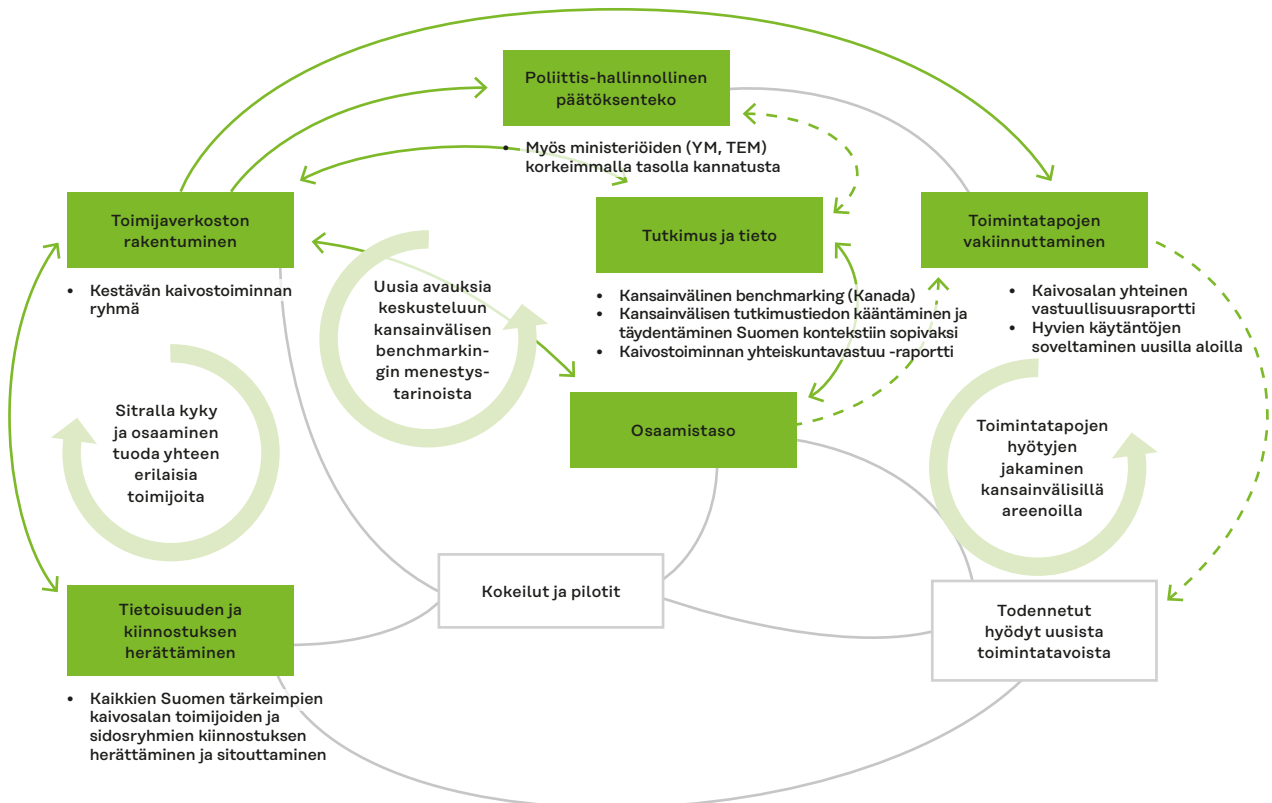 Poliittis-hallinnollinen
päätöksenteko
• Myös ministeriöiden (YM, TEM)
korkeimmalla tasolla kannatusta
Toimijaverkoston
rakentuminen
• Kestävän kaivostoiminnan
ryhmä
Tutkimus ja tieto
• Kansainvälinen benchmarking (Kanada)
• Kansainvälisen tutkimustiedon kääntäminen ja
täydentäminen Suomen kontekstiin sopivaksi
• Kaivostoiminnan yhteiskuntavastuu -raportti
Toimintatapojen
vakiinnuttaminen
• Kaivosalan yhteinen
vastuullisuusraportti
• Hyvien käytäntöjen
soveltaminen uusilla aloilla
Uusia avauksia
keskusteluun
kansainvälisen
benchmarkin-
gin menestys-
tarinoista
Sitralla kyky
ja osaaminen
tuoda yhteen
erilaisia
toimijoita
Osaamistaso
Toimintatapojen
hyötyjen
jakaminen
kansainvälisillä
areenoilla
Kokeilut ja pilotit
Tietoisuuden ja
kiinnostuksen
herättäminen
• Kaikkien Suomen tärkeimpien
kaivosalan toimijoiden ja
sidosryhmien kiinnostuksen
herättäminen ja sitouttaminen
Todennetut
hyödyt uusista
toimintatavoista